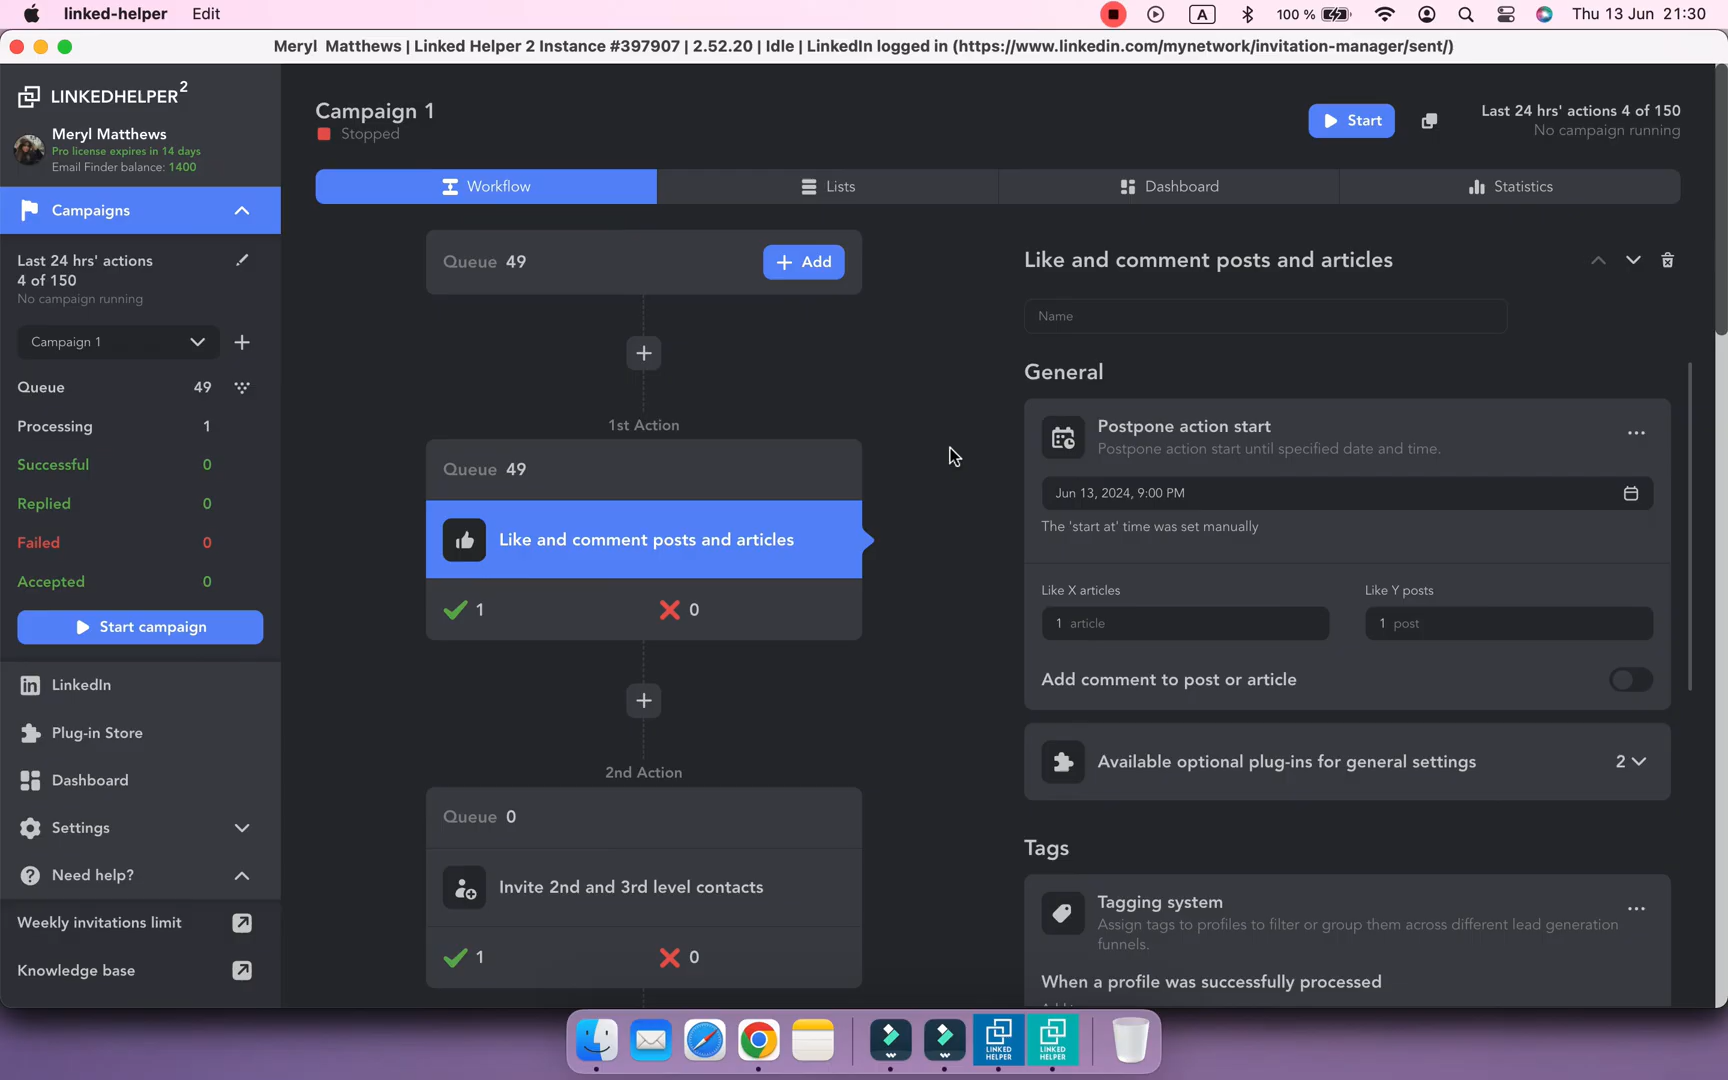 linked-helper Edit
A 100 % Thu 13 Jun 21:30
Meryl Matthews | Linked Helper 2 Instance #397907 | 2.52.20 | Idle | LinkedIn logged in (https://www.linkedin.com/mynetwork/invitation-manager/sent/)
LINKEDHELPER2
Meryl Matthews
Pro license expires in 14 days
Email Finder balance: 1400
Campaigns
Last 24 hrs' actions
4 of 150
No campaign running
Campaign 1
Queue 49
Processing 1
Successful 0
Replied 0
Failed 0
Accepted 0
Start campaign
LinkedIn
Plug-in Store
Dashboard
Settings
Need help?
Weekly invitations limit
Knowledge base
Campaign 1
Stopped
Start
Last 24 hrs' actions 4 of 150
No campaign running
Workflow
Lists
Dashboard
Statistics
Queue 49
Add
1st Action
Queue 49
Like and comment posts and articles
1 0
2nd Action
Queue 0
Invite 2nd and 3rd level contacts
1 0
Like and comment posts and articles
Name
General
Postpone action start
Postpone action start until specified date and time.
Jun 13, 2024, 9:00 PM
The 'start at' time was set manually
Like X articles Like Y posts
1 article 1 post
Add comment to post or article
Available optional plug-ins for general settings 2
Tags
Tagging system
Assign tags to profiles to filter or group them across different lead generation
funnels.
When a profile was successfully processed
LINKED
HELPER
LINKED
HELPER